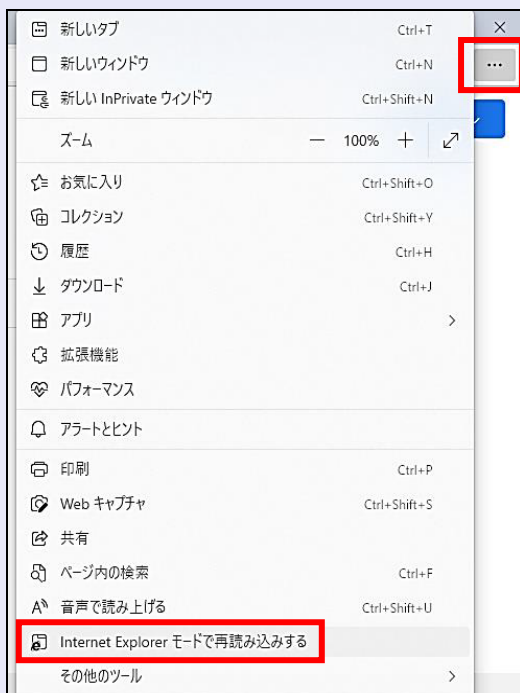 新しいタブ Ctrl+T
新しいウィンドウ Ctrl+N
新しい InPrivate ウィンドウ Ctrl+Shift+N
ズーム — 100% +
お気に入り Ctrl+Shift+O
コレクション Ctrl+Shift+Y
履歴 Ctrl+H
ダウンロード Ctrl+J
アプリ
拡張機能
パフォーマンス
アラートとヒント
印刷 Ctrl+P
Web キャプチャ Ctrl+Shift+S
共有
ページ内の検索 Ctrl+F
音声で読み上げる Ctrl+Shift+U
Internet Explorer モードで再読み込みする
その他のツール